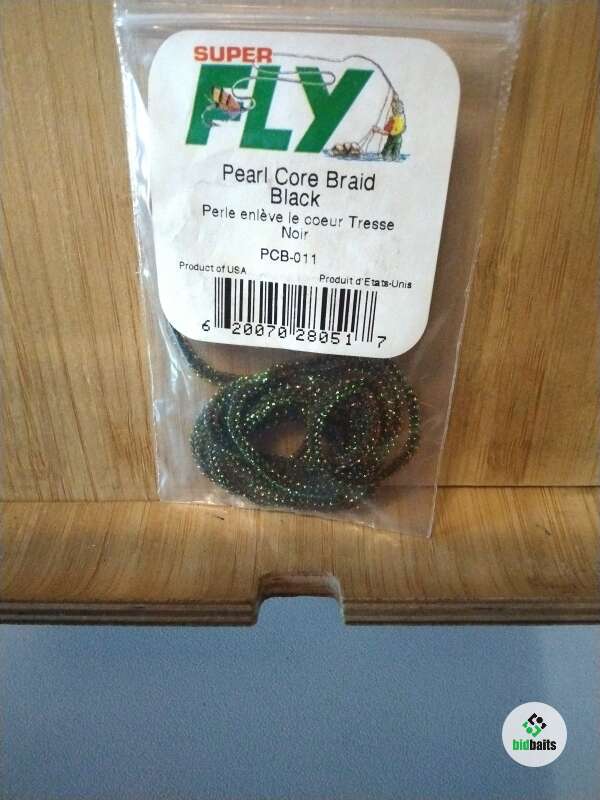 SUPER
FLY
Pearl Core Braid
Black
Perle enlève le coeur Tresse
Noir
PCB-011
Product of USA
Produit d'Etats-Unis
6 20070 28051 7
bidbaits